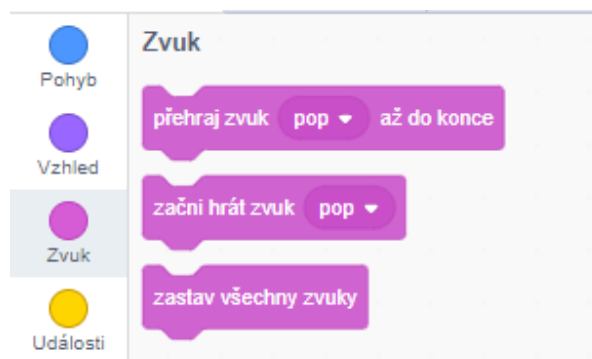 Pohyb
Vzhled
Zvuk
Události
Zvuk
přehraj zvuk pop až do konce
začni hrát zvuk pop
zastav všechny zvuky